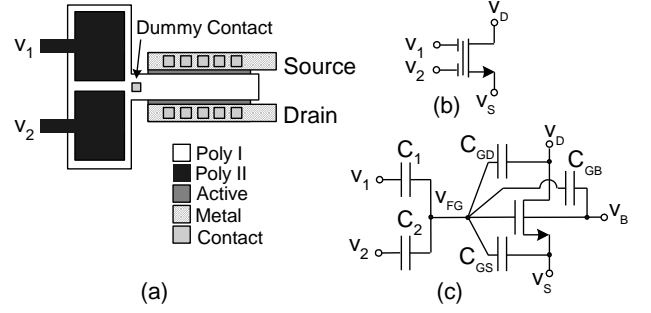 Dummy Contact
v1
v2
Source
Drain
Poly I
Poly II
Active
Metal
Contact
(a)
vD
v1
v2
vS
(b)
vD
C1
CGD
CGB
v1
vFG
vB
C2
v2
CGS
vS
(c)